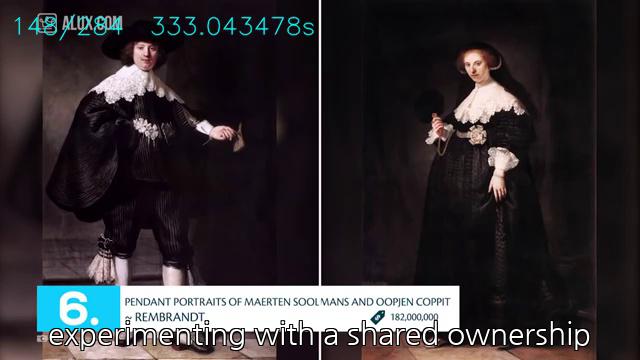 ALUX.COM
148/284 333.043478s
6.
PENDANT PORTRAITS OF MAERTEN SOOLMANS AND OOPJEN COPPIT
~ REMBRANDT
182,000,000
experimenting with a shared ownership